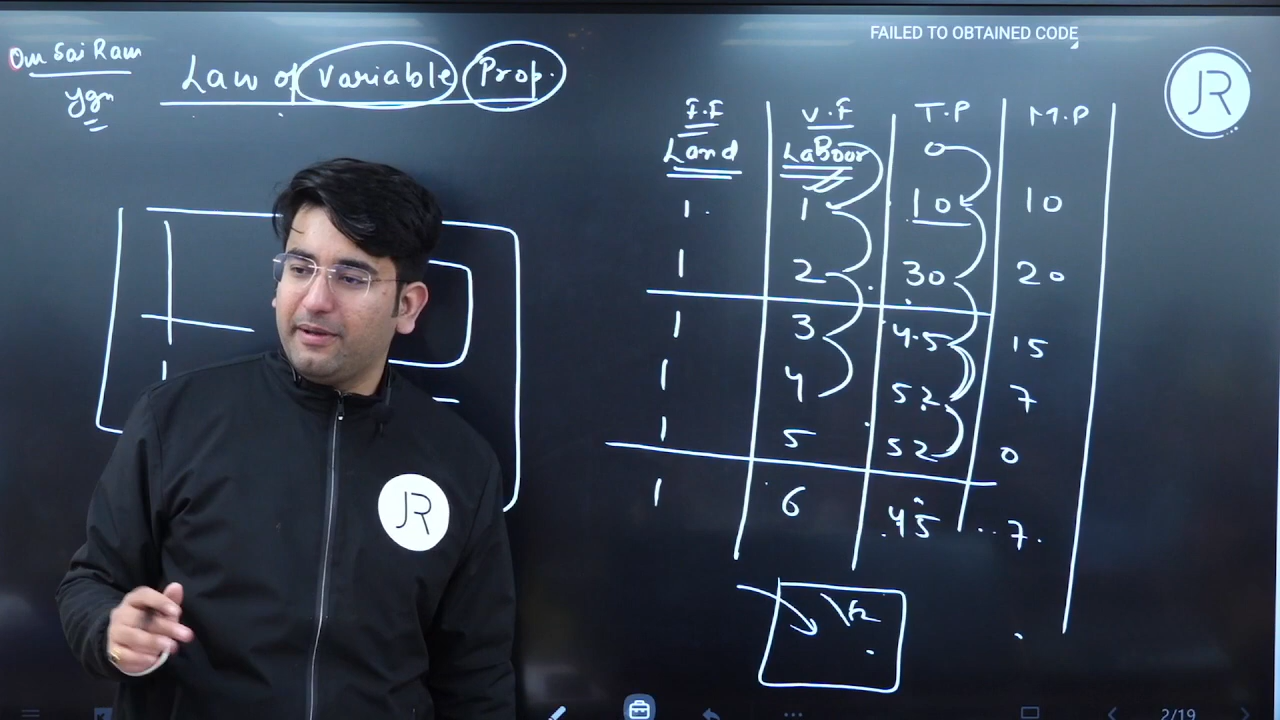 FAILED TO OBTAINED CODE
Om Sai Ram
Ygn
Law of Variable Prop.
JR
F.F V.F T.P M.P
Land Labour 0
1 1 10 10
1 2 30 20
1 3 45 15
1 4 52 7
1 5 52 0
1 6 45 -7
JR
2/19